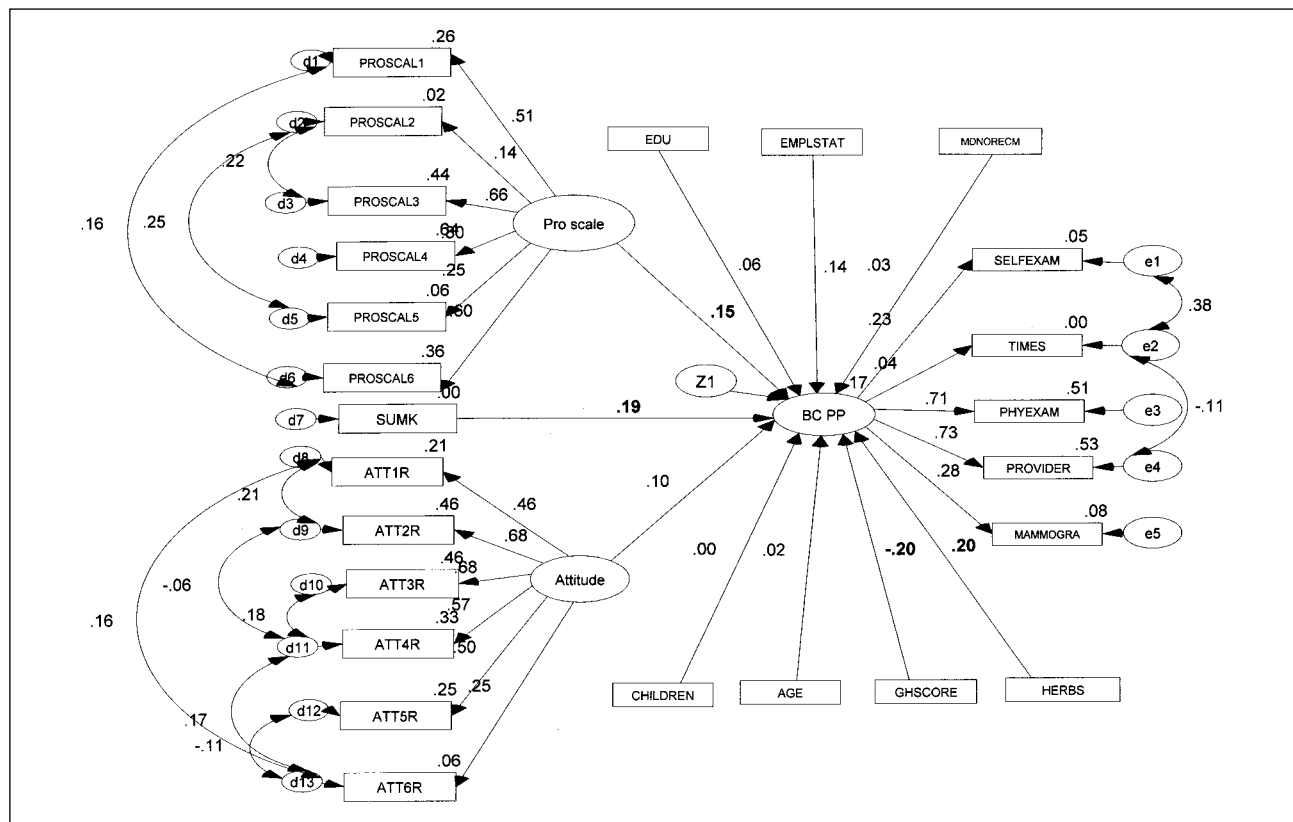 .26
d1 PROSCAL1
.02
d2 PROSCAL2
.51
.14
.22
.44
d3 PROSCAL3
.66
.16
.25
Pro scale
.64
.80
d4 PROSCAL4
.25
.06
d5 PROSCAL5
.60
.36
d6 PROSCAL6
.00
d7 SUMK
.19
.15
EDU
EMPLSTAT
MONORECM
.06
.14
.03
.23
.04
.17
Z1
BC PP
.05
SELFEXAM e1
.38
.00
TIMES e2
.71
.51
PHYEXAM e3
-.11
.73
.53
PROVIDER e4
.28
.08
MAMMOGRA e5
.21
d8 ATT1R
.21
.46
.46
d9 ATT2R
.68
.10
-.06
.46
.68
d10 ATT3R
Attitude
.16
.18
.57
.33
d11 ATT4R
.50
.25
.25
d12 ATT5R
.17
-.11
.06
d13 ATT6R
.00
.02
-.20
.20
CHILDREN
AGE
GHSCORE
HERBS